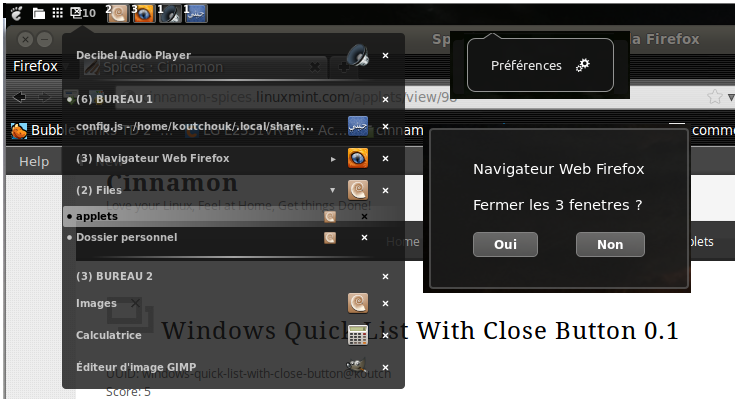 10 2 3 1 1
Decibel Audio Player
(6) BUREAU 1
config.js - /home/koutchouk/.local/share...
(3) Navigateur Web Firefox
(2) Files
applets
Dossier personnel
(3) BUREAU 2
Images
Calculatrice
Éditeur d'image GIMP
Préférences
Navigateur Web Firefox
Fermer les 3 fenetres ?
Oui Non
a Firefox
Firefox
Spices : Cinnamon
cinnamon-spices.linuxmint.com/applets/view/98
cinnam
comme
Help
Cinnamon
Love your Linux, Feel at Home, Get things Done!
Home
plets
Windows Quick List With Close Button 0.1
UUID: windows-quick-list-with-close-button@koutch
Score: 5